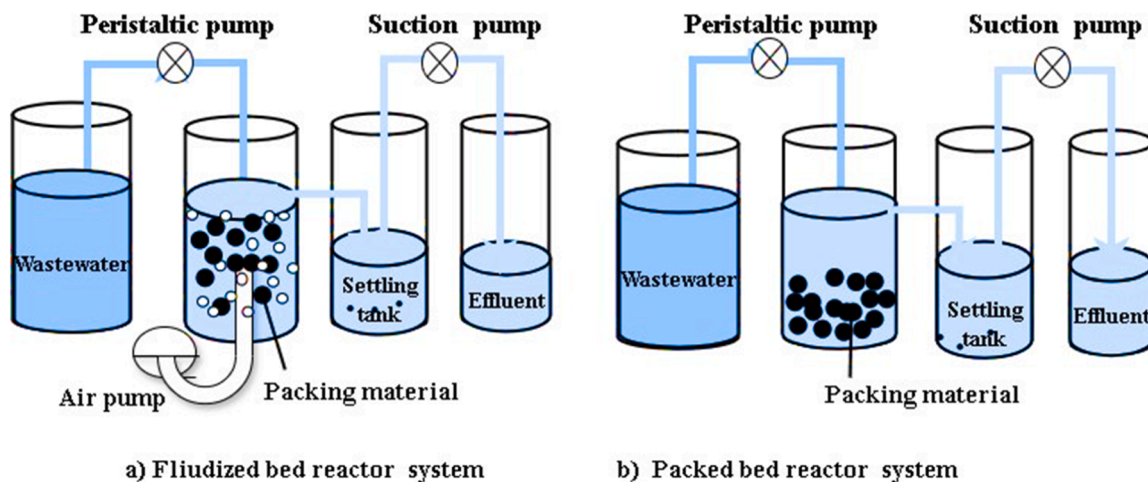 Peristaltic pump
Suction pump
Wastewater
Settling
tank
Effluent
Air pump
Packing material
a) Fliudized bed reactor system
Peristaltic pump
Suction pump
Wastewater
Settling
tank
Effluent
Packing material
b) Packed bed reactor system